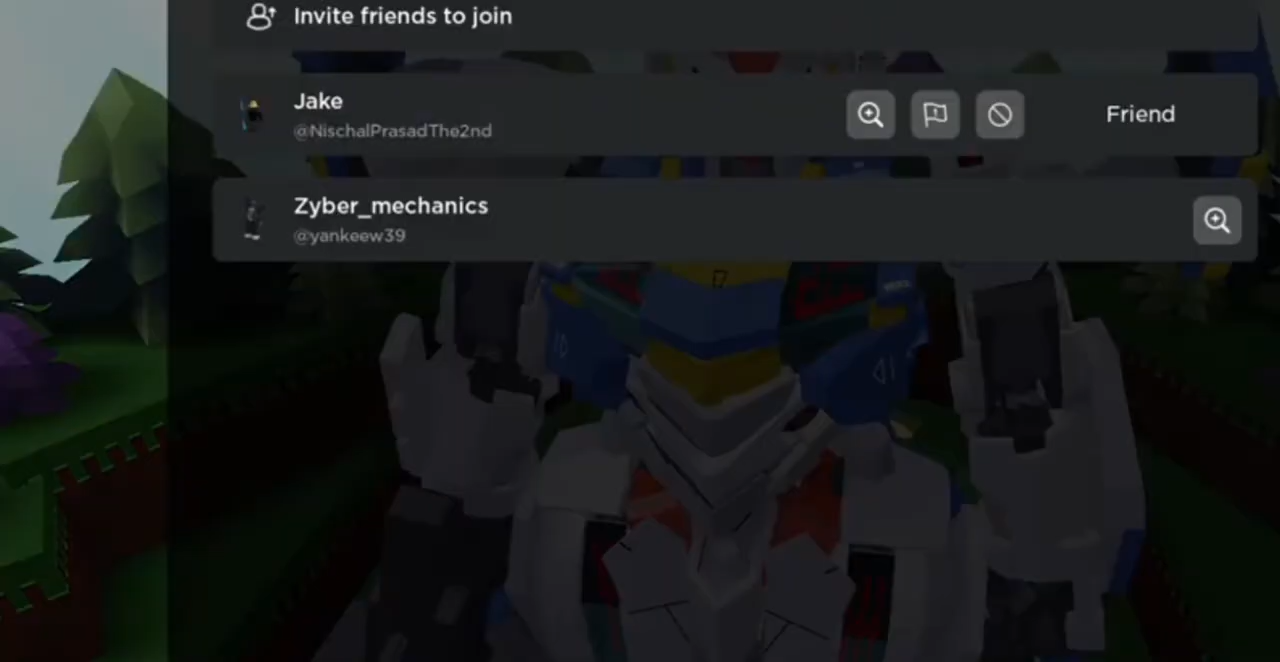 Invite friends to join
Jake
@NischalPrasadThe2nd
Friend
Zyber_mechanics
@yankeew39